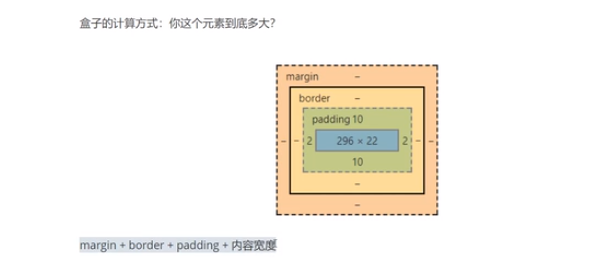 盒子的计算方式：你这个元素到底多大?
margin –
border –
padding 10
– – 2 296 × 22 2 – –
10
–
–
margin + border + padding + 内容宽度